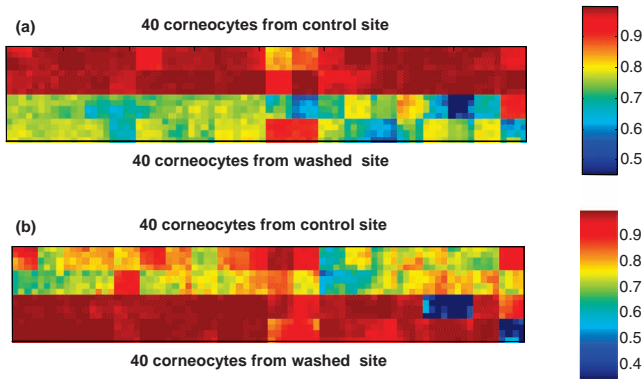 (a)
40 corneocytes from control site
40 corneocytes from washed site
0.9
0.8
0.7
0.6
0.5
(b)
40 corneocytes from control site
40 corneocytes from washed site
0.9
0.8
0.7
0.6
0.5
0.4